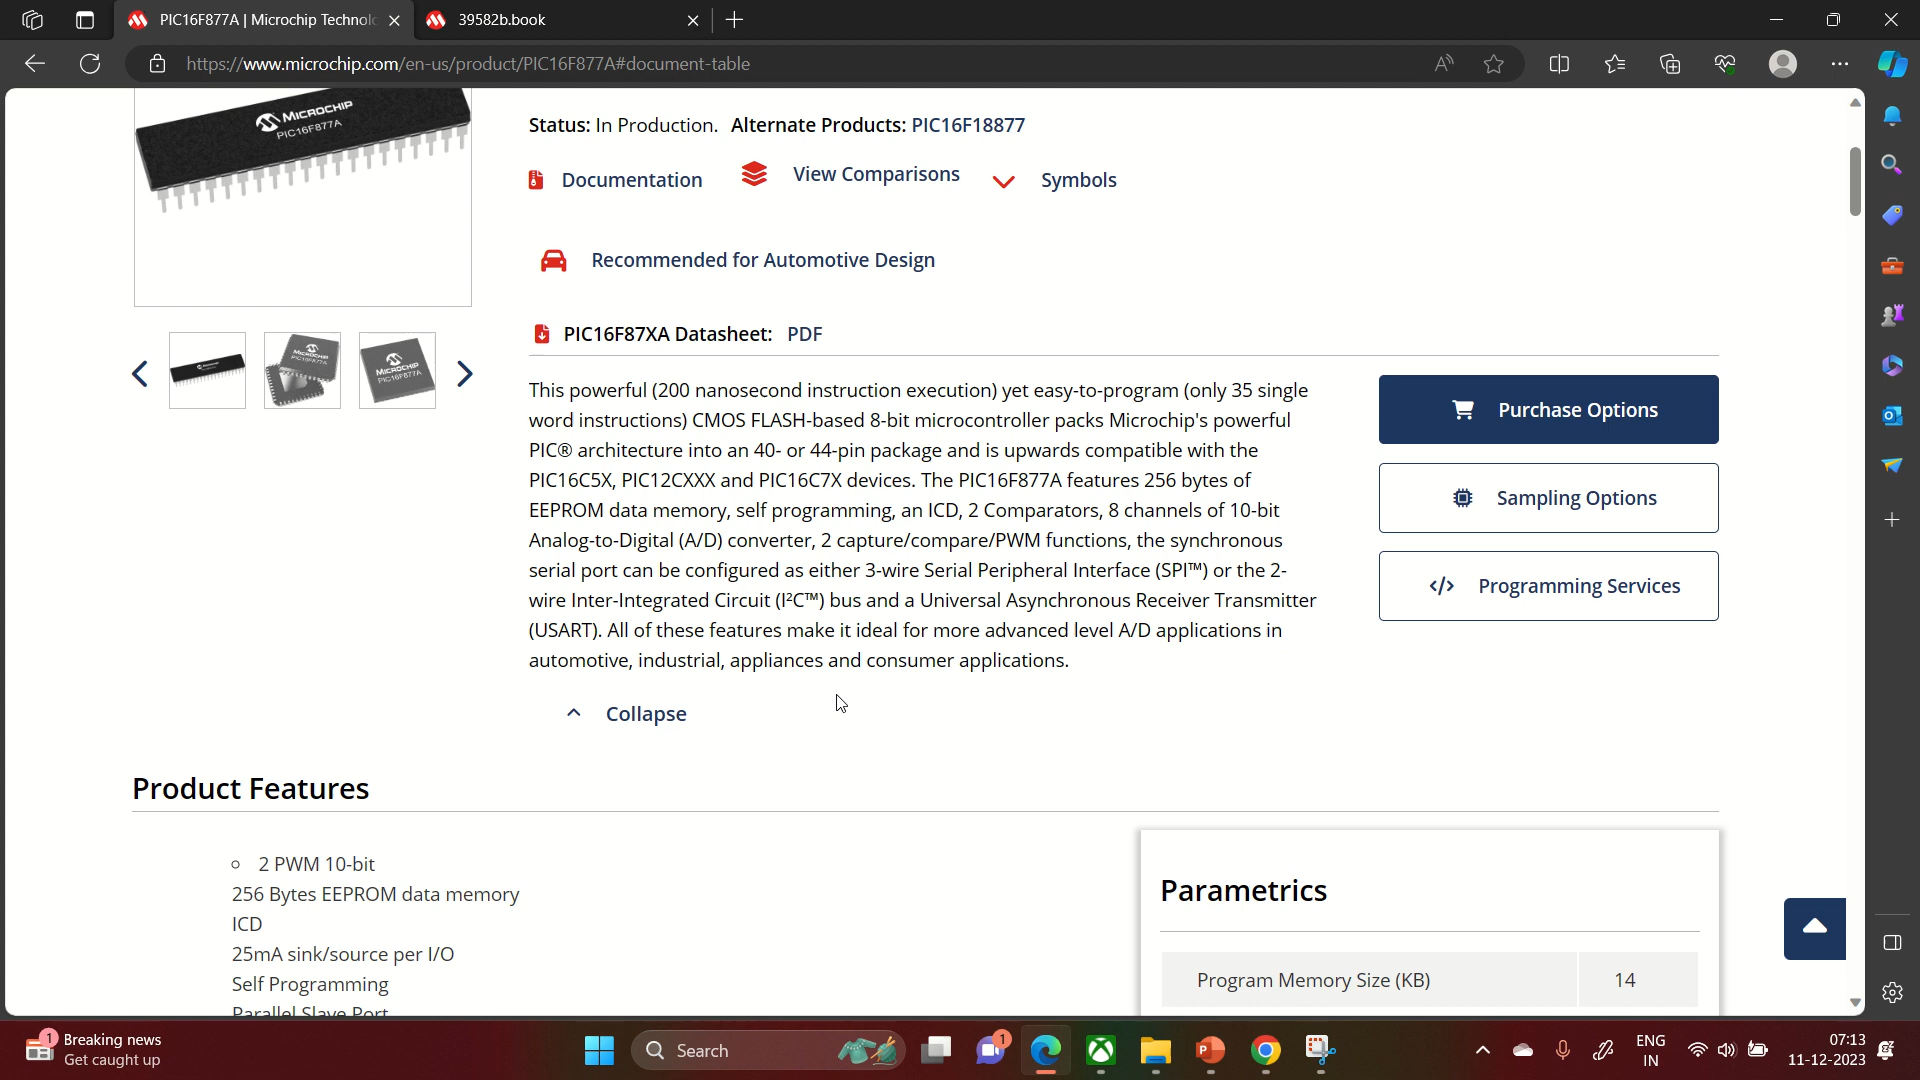 PIC16F877A | Microchip Technolo
39582b.book
https://www.microchip.com/en-us/product/PIC16F877A#document-table
MICROCHIP
PIC16F877A
Status: In Production. Alternate Products: PIC16F18877
Documentation
View Comparisons
Symbols
Recommended for Automotive Design
PIC16F87XA Datasheet: PDF
This powerful (200 nanosecond instruction execution) yet easy-to-program (only 35 single
word instructions) CMOS FLASH-based 8-bit microcontroller packs Microchip's powerful
PIC® architecture into an 40- or 44-pin package and is upwards compatible with the
PIC16C5X, PIC12CXXX and PIC16C7X devices. The PIC16F877A features 256 bytes of
EEPROM data memory, self programming, an ICD, 2 Comparators, 8 channels of 10-bit
Analog-to-Digital (A/D) converter, 2 capture/compare/PWM functions, the synchronous
serial port can be configured as either 3-wire Serial Peripheral Interface (SPI™) or the 2-
wire Inter-Integrated Circuit (I²C™) bus and a Universal Asynchronous Receiver Transmitter
(USART). All of these features make it ideal for more advanced level A/D applications in
automotive, industrial, appliances and consumer applications.
Purchase Options
Sampling Options
Programming Services
Collapse
Product Features
2 PWM 10-bit
256 Bytes EEPROM data memory
ICD
25mA sink/source per I/O
Self Programming
Parallel Slave Port
Parametrics
Program Memory Size (KB) 14
1
Breaking news
Get caught up
Search
1
ENG
IN
07:13
11-12-2023